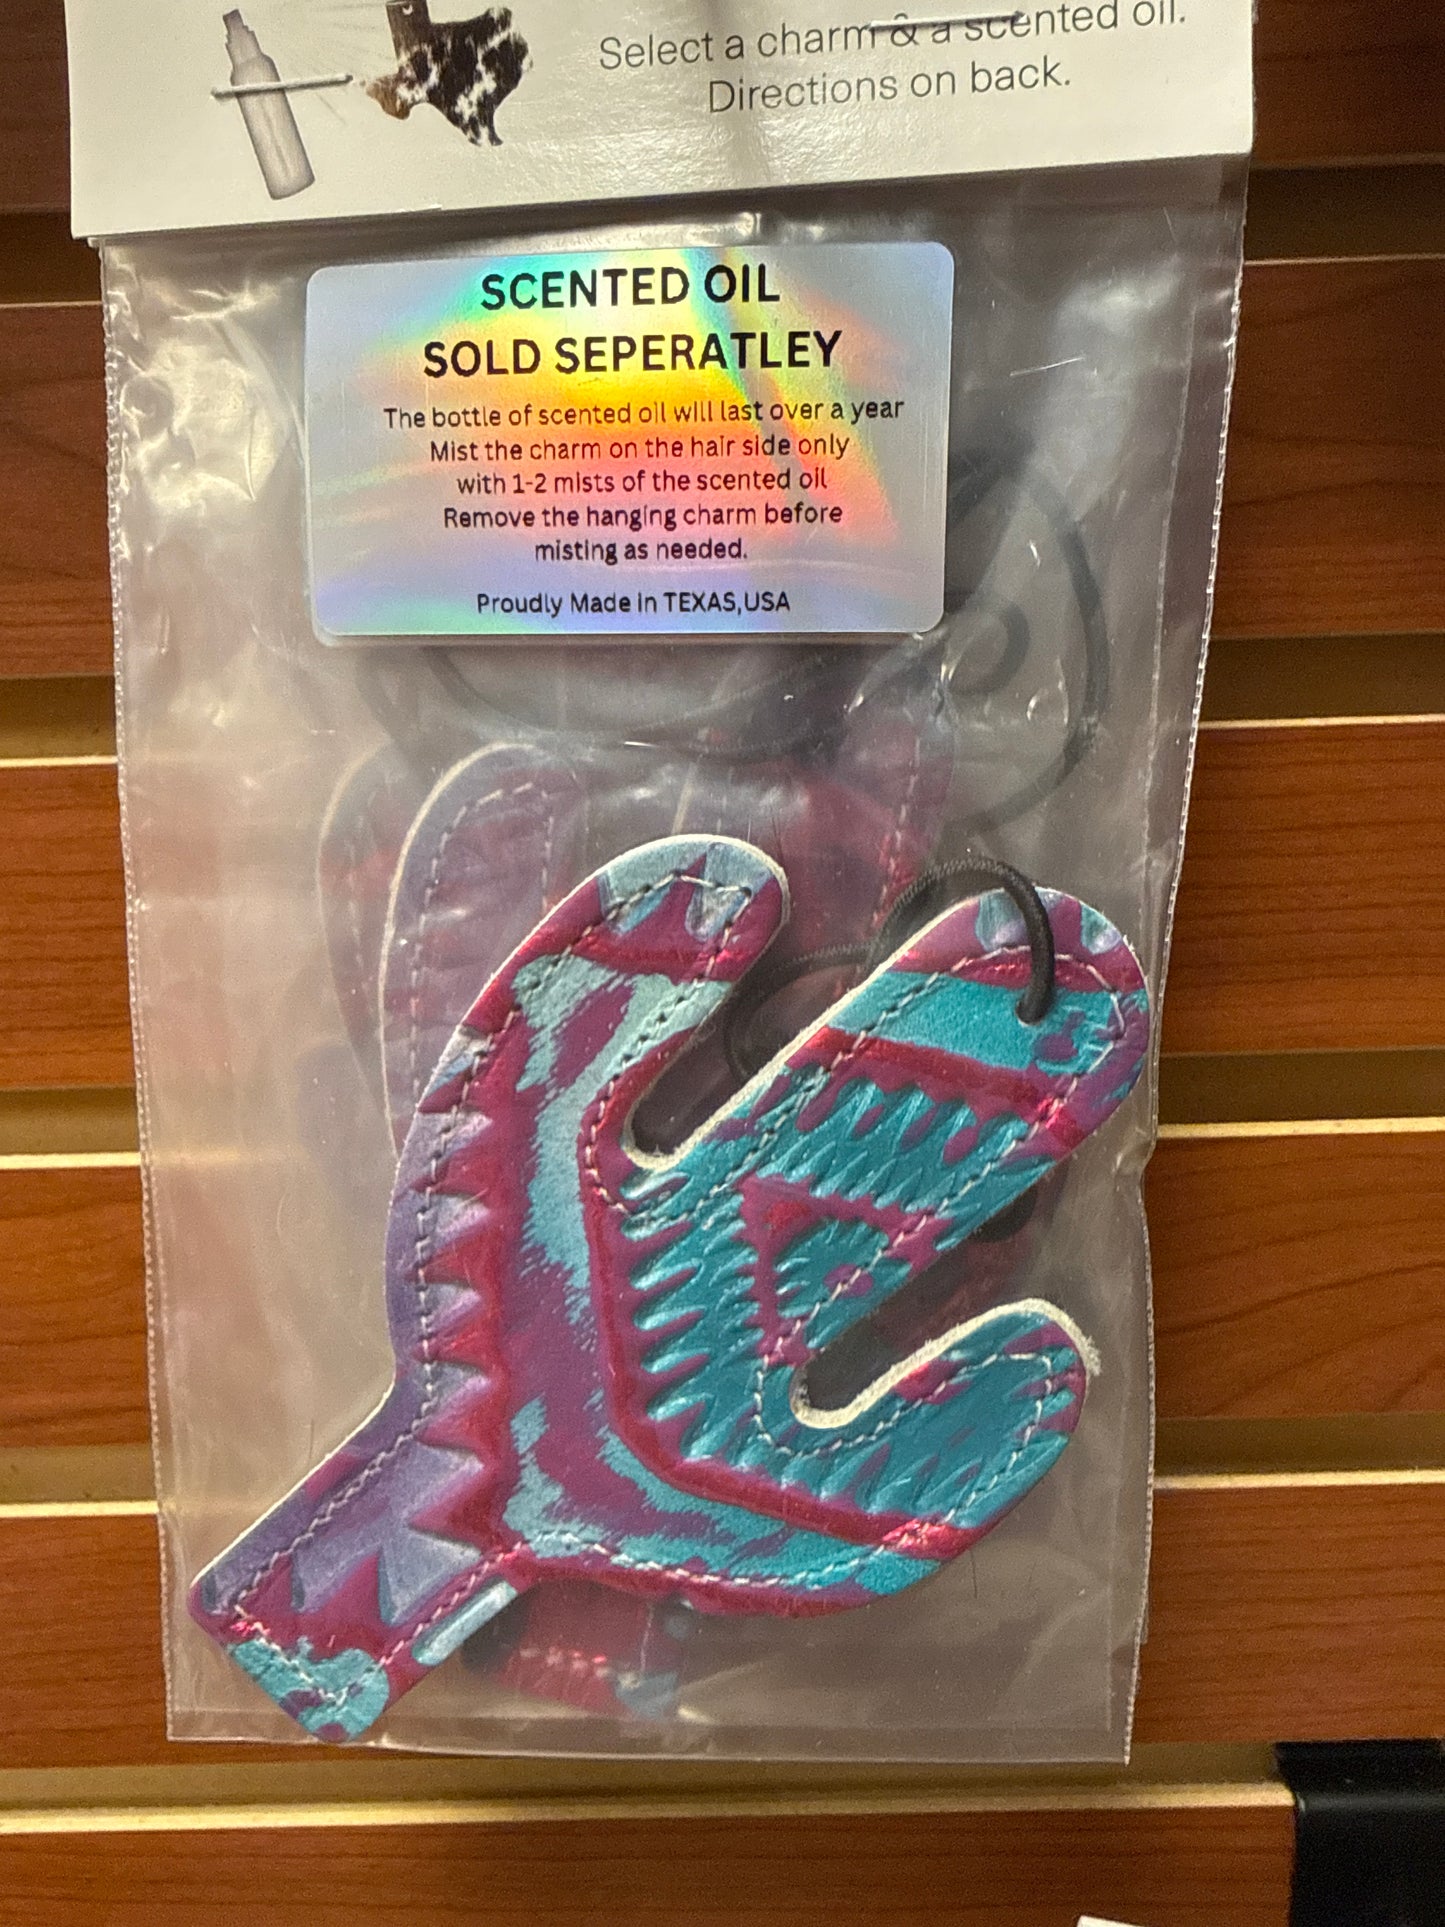 Select a charm & a scented oil.
Directions on back.
SCENTED OIL
SOLD SEPERATLEY
The bottle of scented oil will last over a year
Mist the charm on the hair side only
with 1-2 mists of the scented oil
Remove the hanging charm before
misting as needed.
Proudly Made in TEXAS,USA